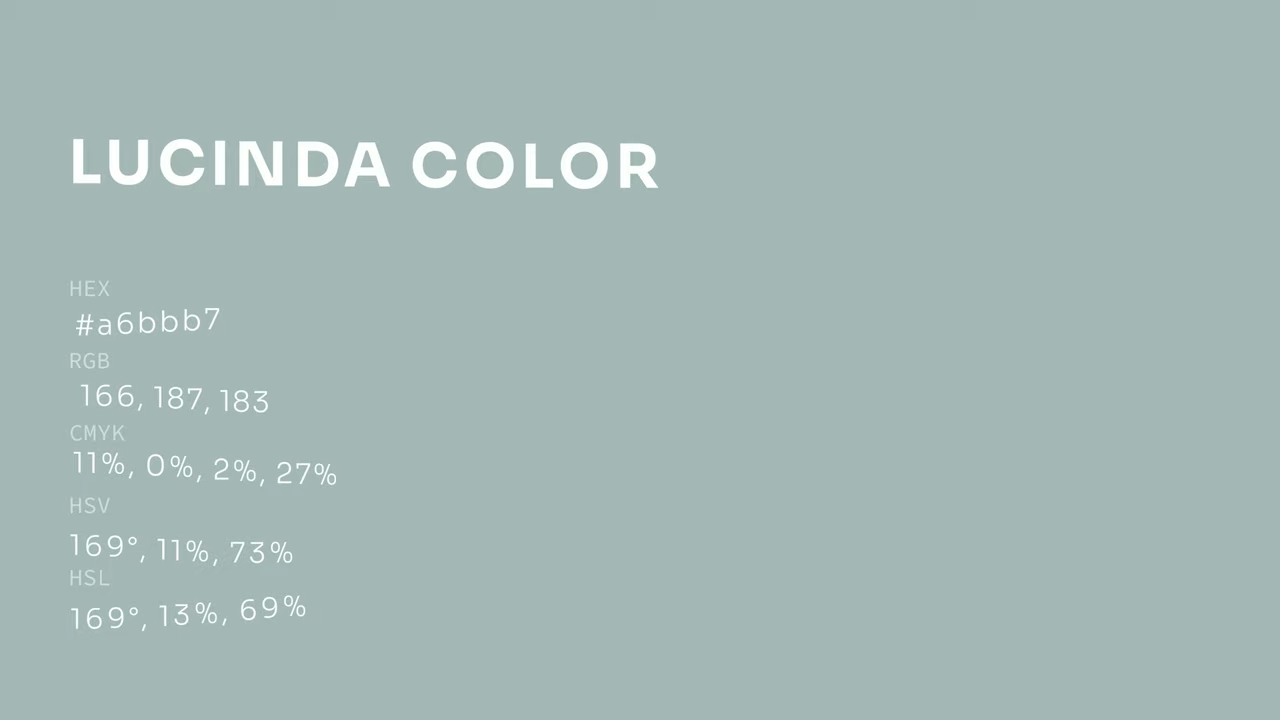 LUCINDA COLOR
HEX
#a6bbb7
RGB
166, 187, 183
CMYK
11%, 0%, 2%, 27%
HSV
169°, 11%, 73%
HSL
169°, 13%, 69%